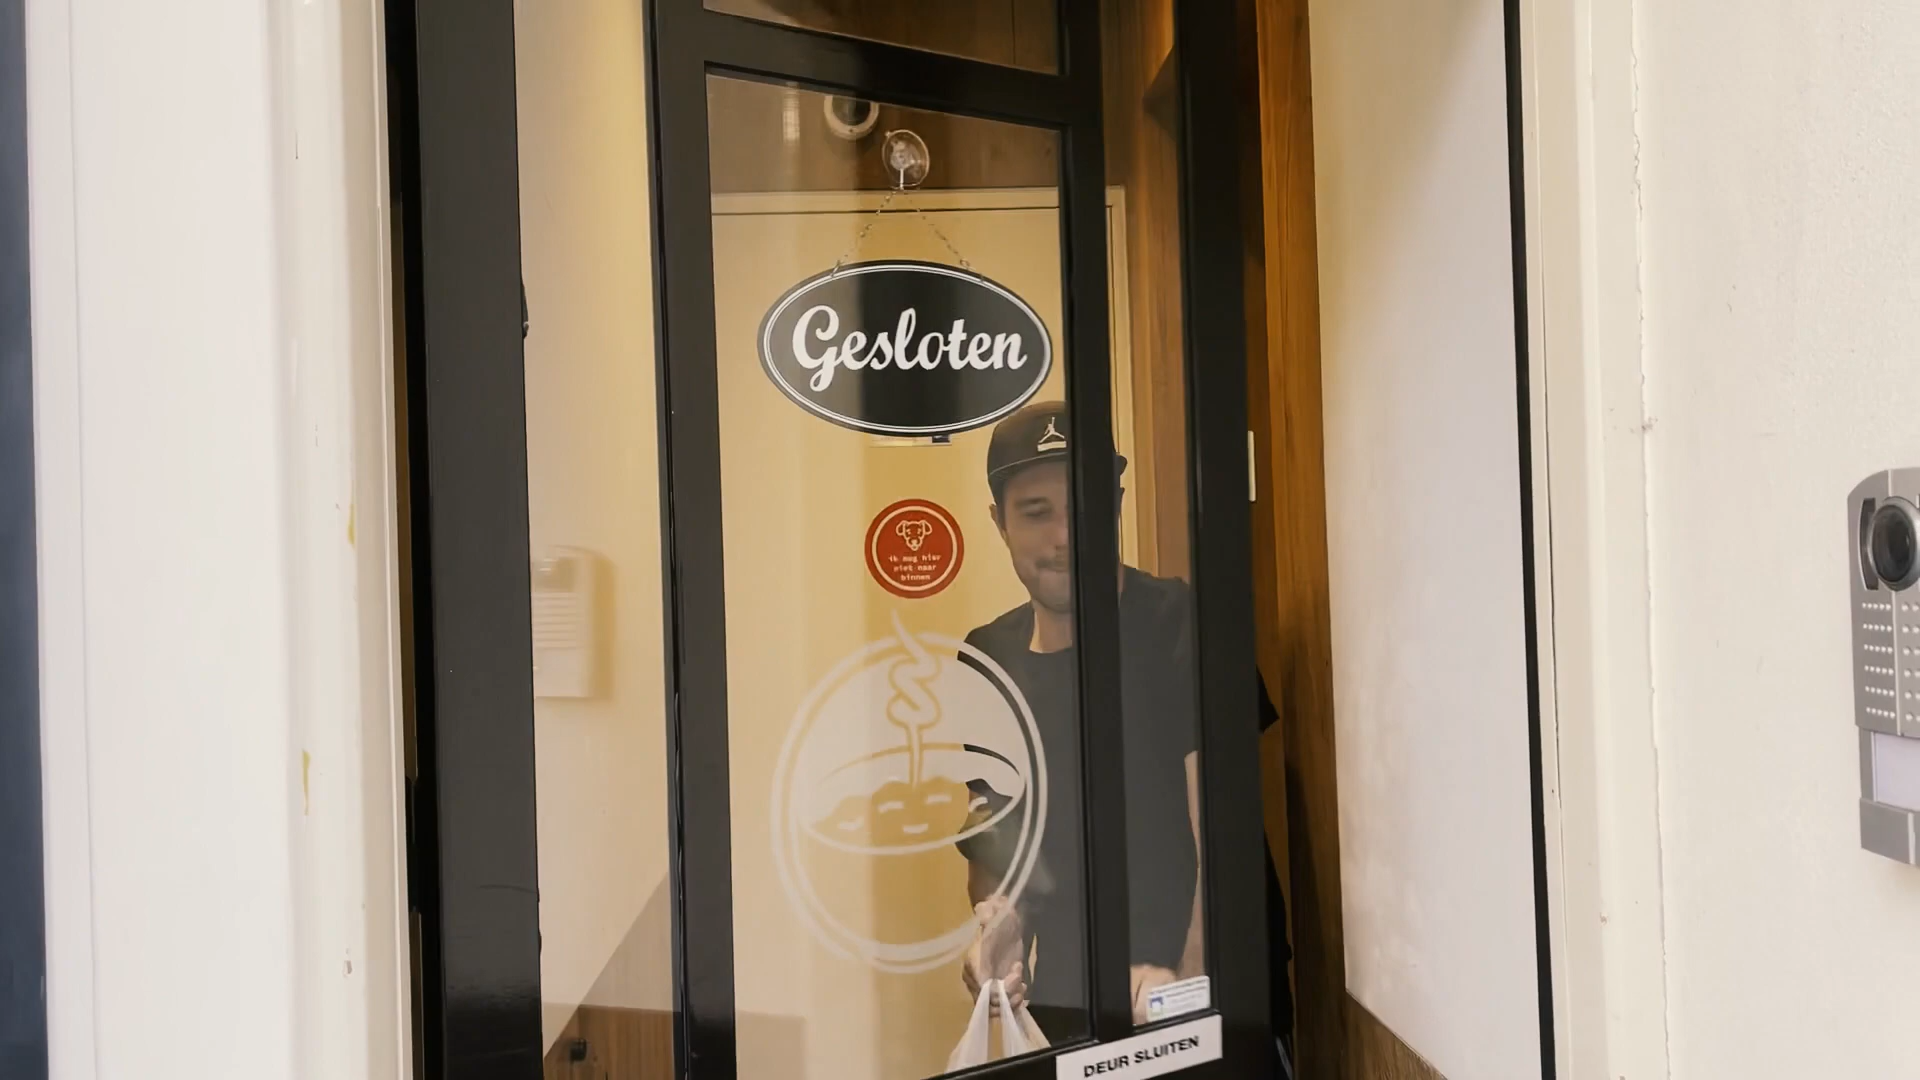 Gesloten
ik mag hier
niet naar
binnen
DEUR SLUITEN